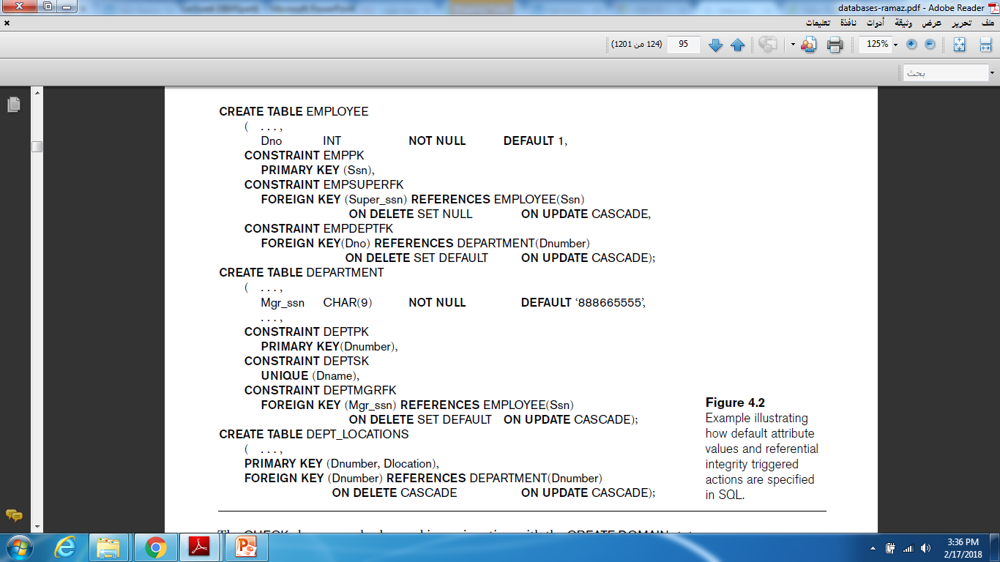 databases-ramaz.pdf - Adobe Reader
ملف تحرير عرض وثيقة أدوات نافذة تعليمات
(124 من 1201) 95 125%
بحث
CREATE TABLE EMPLOYEE
( . . . ,
Dno INT NOT NULL DEFAULT 1,
CONSTRAINT EMPPK
PRIMARY KEY (Ssn),
CONSTRAINT EMPSUPERFK
FOREIGN KEY (Super_ssn) REFERENCES EMPLOYEE(Ssn)
ON DELETE SET NULL ON UPDATE CASCADE,
CONSTRAINT EMPDEPTFK
FOREIGN KEY(Dno) REFERENCES DEPARTMENT(Dnumber)
ON DELETE SET DEFAULT ON UPDATE CASCADE);
CREATE TABLE DEPARTMENT
( . . . ,
Mgr_ssn CHAR(9) NOT NULL DEFAULT ‘888665555’,
. . . ,
CONSTRAINT DEPTPK
PRIMARY KEY(Dnumber),
CONSTRAINT DEPTSK
UNIQUE (Dname),
CONSTRAINT DEPTMGRFK
FOREIGN KEY (Mgr_ssn) REFERENCES EMPLOYEE(Ssn)
ON DELETE SET DEFAULT ON UPDATE CASCADE);
CREATE TABLE DEPT_LOCATIONS
( . . . ,
PRIMARY KEY (Dnumber, Dlocation),
FOREIGN KEY (Dnumber) REFERENCES DEPARTMENT(Dnumber)
ON DELETE CASCADE ON UPDATE CASCADE);
Figure 4.2
Example illustrating
how default attribute
values and referential
integrity triggered
actions are specified
in SQL.
3:36 PM
2/17/2018